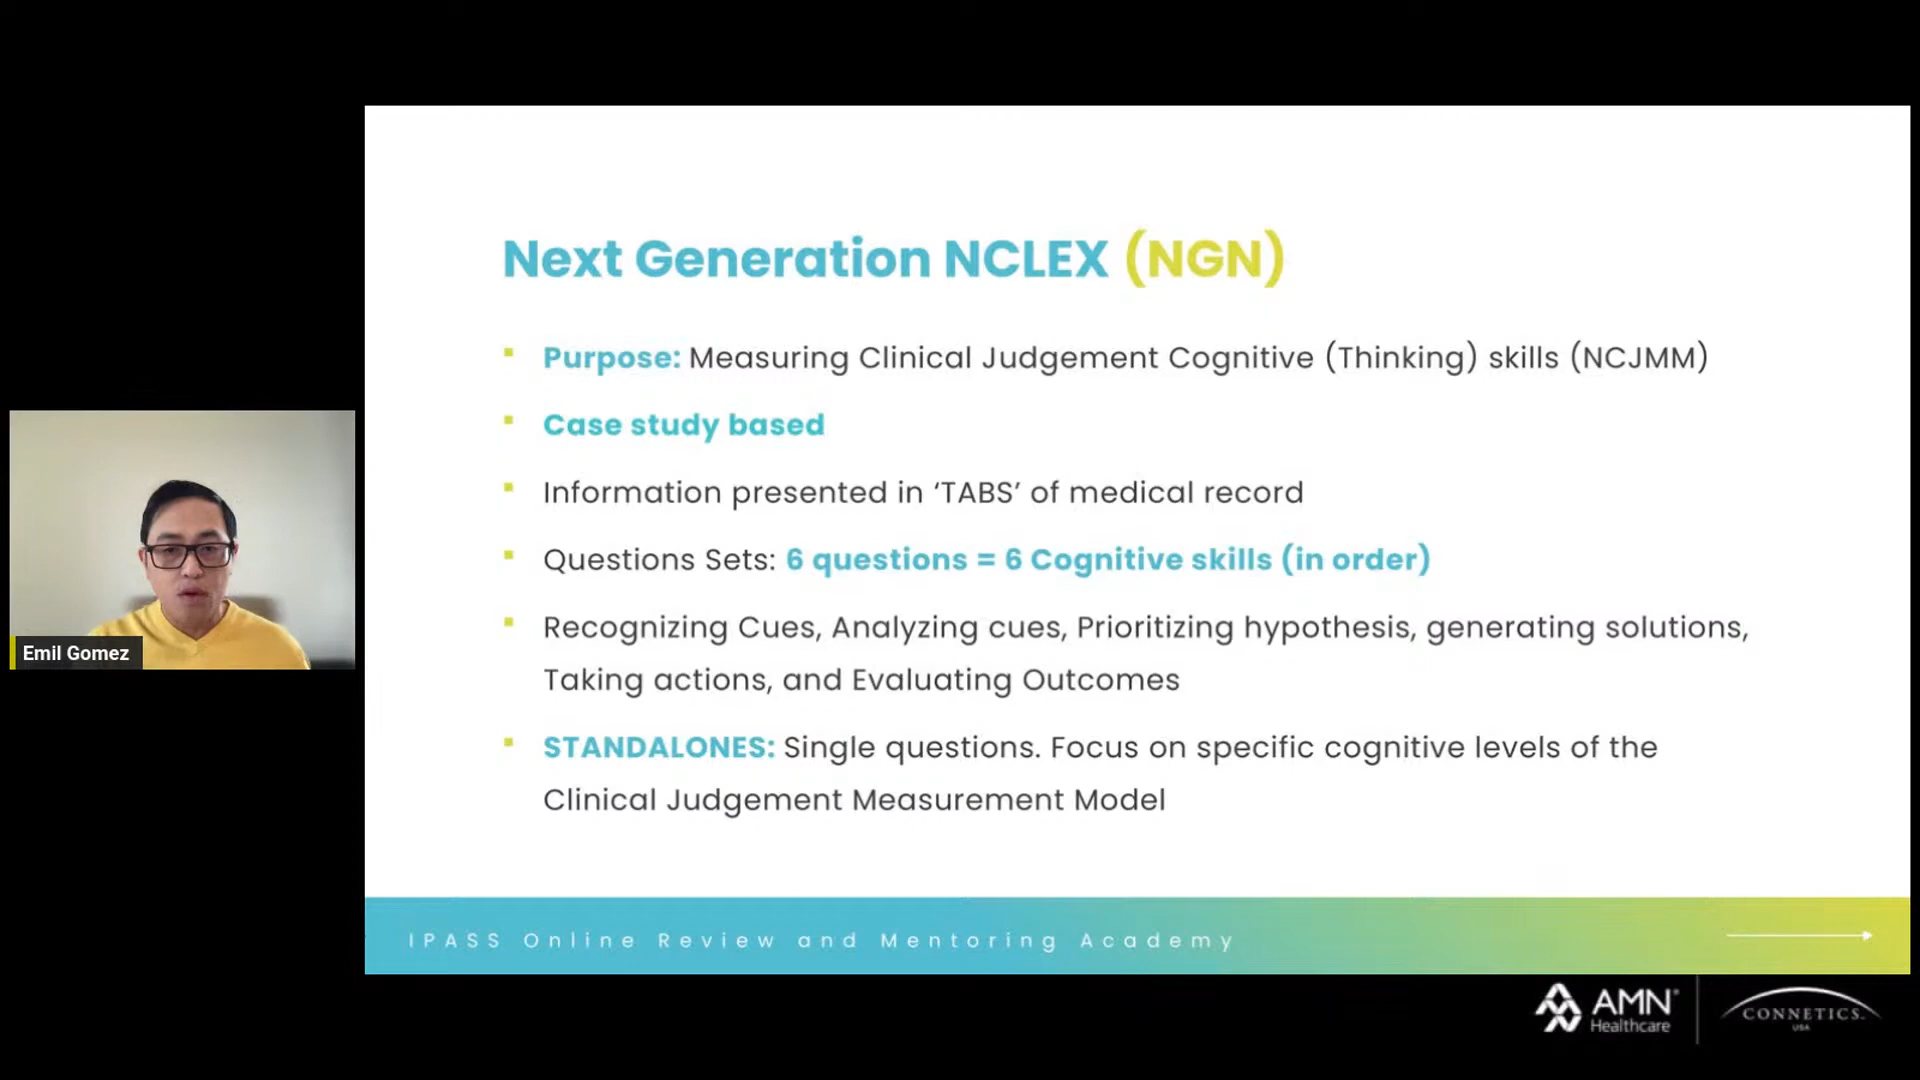 Next Generation NCLEX (NGN)
Purpose: Measuring Clinical Judgement Cognitive (Thinking) skills (NCJMM)
Case study based
Information presented in ‘TABS’ of medical record
Questions Sets: 6 questions = 6 Cognitive skills (in order)
Recognizing Cues, Analyzing cues, Prioritizing hypothesis, generating solutions,
Taking actions, and Evaluating Outcomes
STANDALONES: Single questions. Focus on specific cognitive levels of the
Clinical Judgement Measurement Model
Emil Gomez
IPASS Online Review and Mentoring Academy
AMN®
Healthcare
CONNETICS™
USA